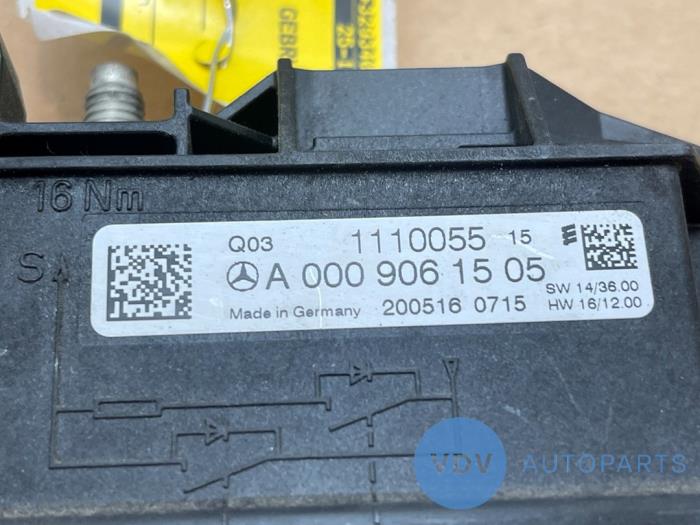 GEBR
16 Nm
S
Q03 1110055 15
A 000 906 15 05
SW 14/36.00
Made in Germany 200516 0715 HW 16/12.00
VDV AUTOPARTS